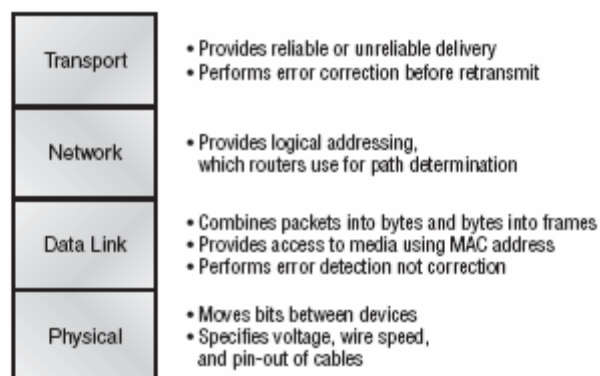 Transport
• Provides reliable or unreliable delivery
• Performs error correction before retransmit
Network
• Provides logical addressing,
which routers use for path determination
Data Link
• Combines packets into bytes and bytes into frames
• Provides access to media using MAC address
• Performs error detection not correction
Physical
• Moves bits between devices
• Specifies voltage, wire speed,
and pin-out of cables